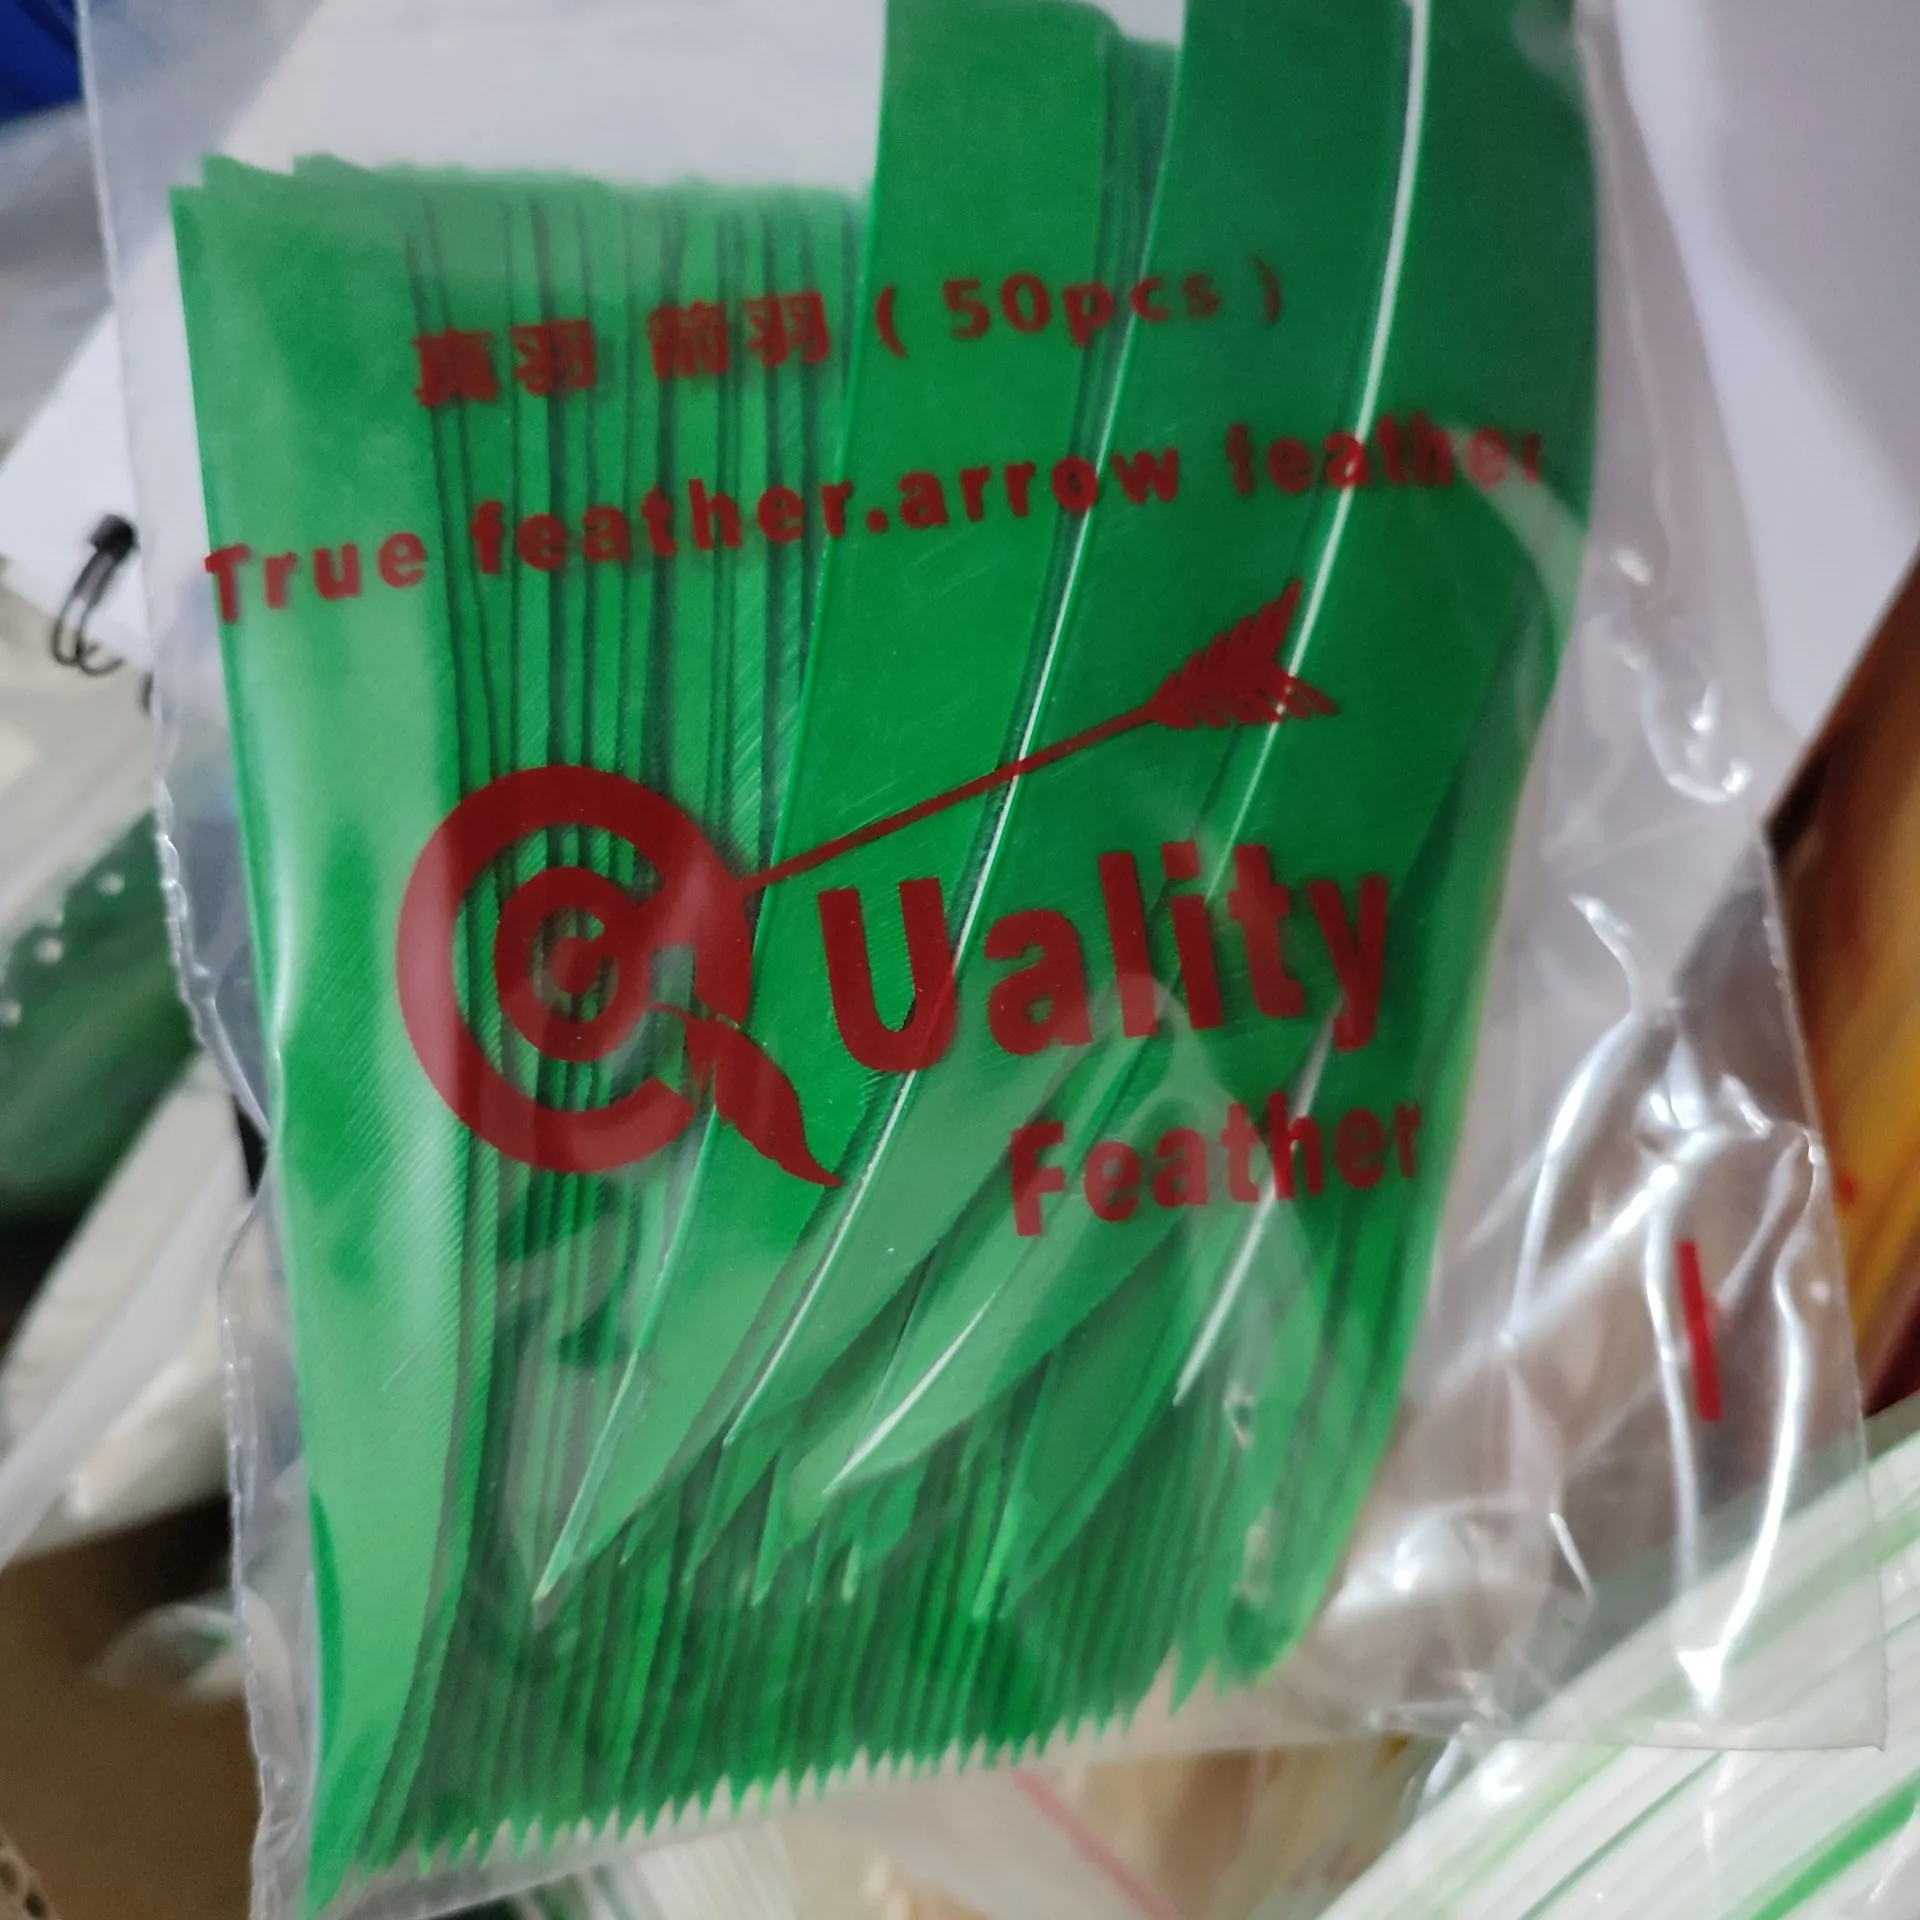 真羽 箭羽 ( 50pcs )
True feather.arrow feather
Quality
Feather